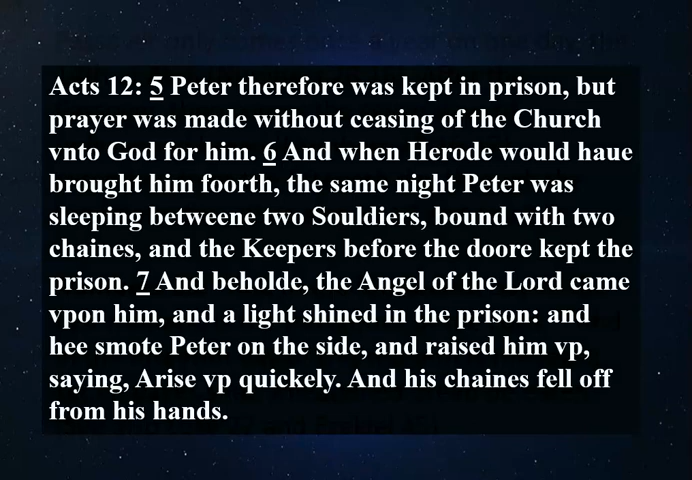 Acts 12: 5 Peter therefore was kept in prison, but
prayer was made without ceasing of the Church
vnto God for him. 6 And when Herode would haue
brought him foorth, the same night Peter was
sleeping betweene two Souldiers, bound with two
chaines, and the Keepers before the doore kept the
prison. 7 And beholde, the Angel of the Lord came
vpon him, and a light shined in the prison: and
hee smote Peter on the side, and raised him vp,
saying, Arise vp quickely. And his chaines fell off
from his hands.